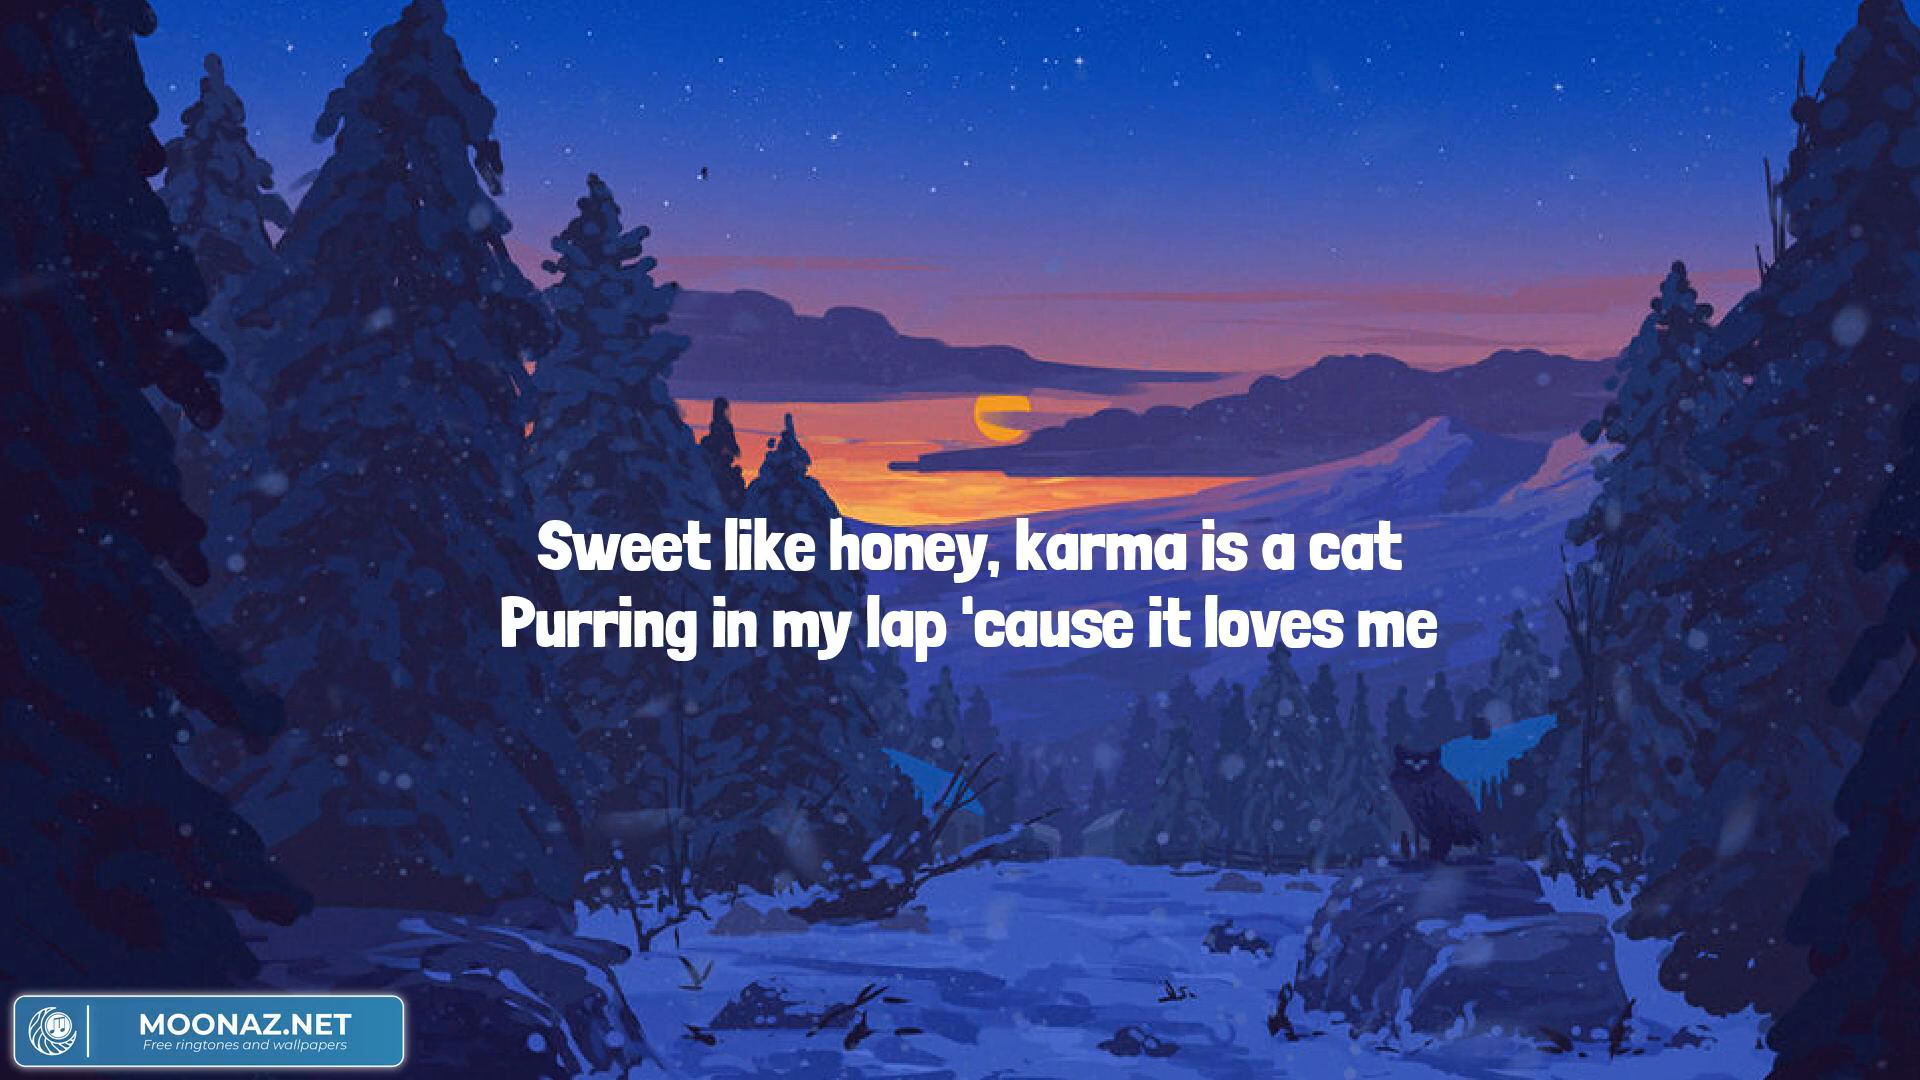 Sweet like honey, karma is a cat
Purring in my lap 'cause it loves me
MOONAZ.NET
Free ringtones and wallpapers